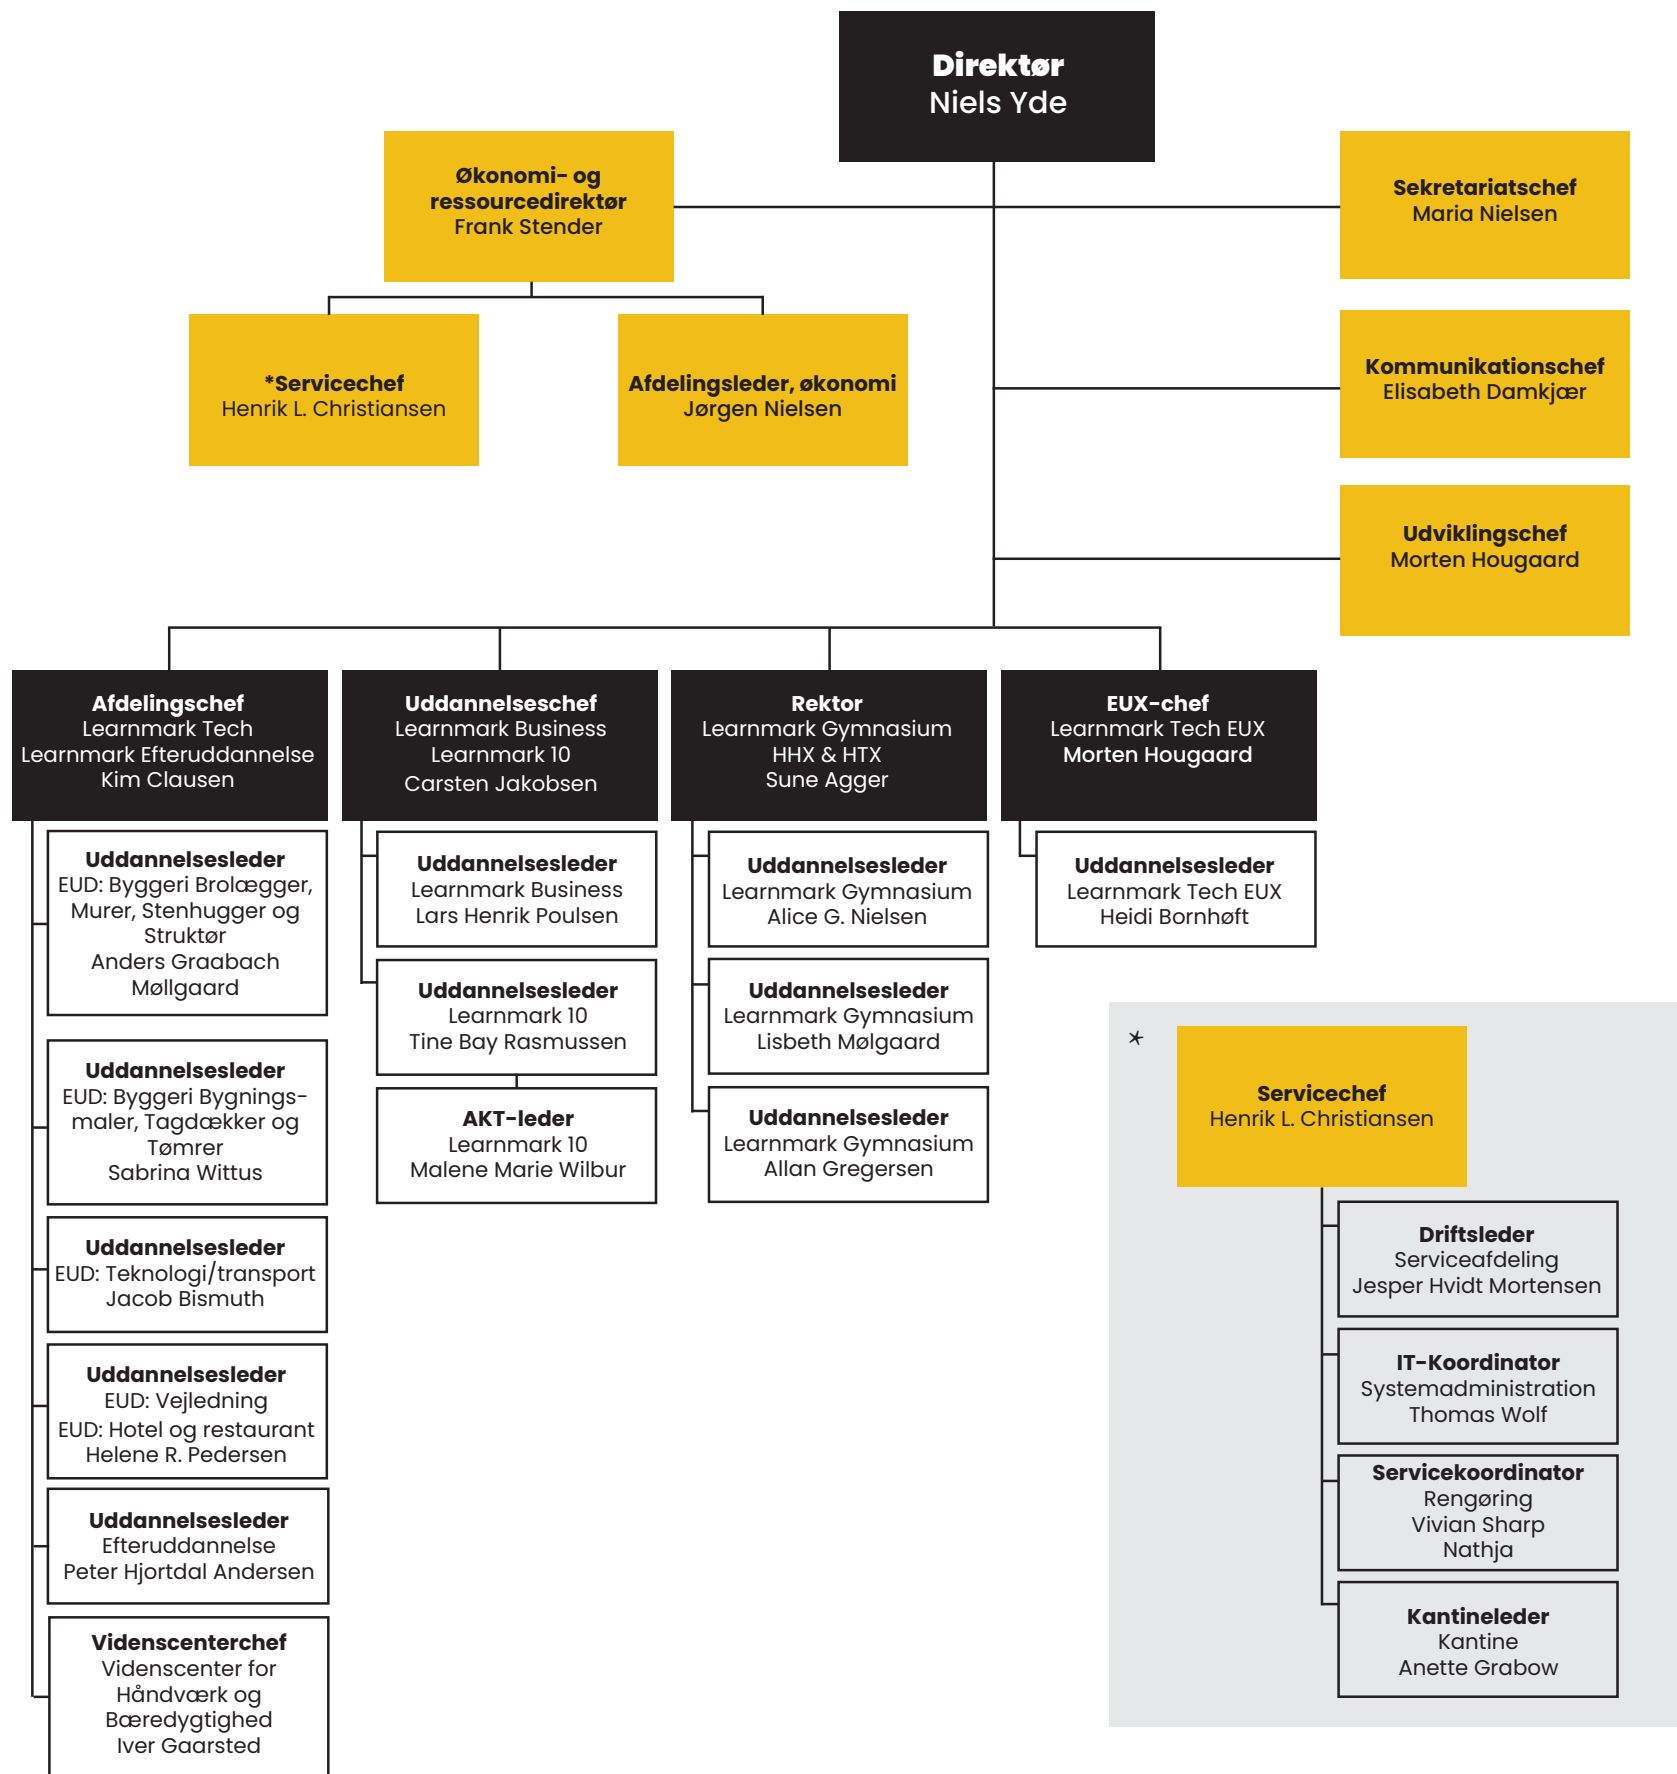 Direktør
Niels Yde
Økonomi- og
ressourcedirektør
Frank Stender
Sekretariatschef
Maria Nielsen
*Servicechef
Henrik L. Christiansen
Afdelingsleder, økonomi
Jørgen Nielsen
Kommunikationschef
Elisabeth Damkjær
Udviklingschef
Morten Hougaard
Afdelingschef
Learnmark Tech
Learnmark Efteruddannelse
Kim Clausen
Uddannelsesleder
EUD: Byggeri Brolægger,
Murer, Stenhugger og
Struktør
Anders Graabach
Møllgaard
Uddannelsesleder
EUD: Byggeri Bygnings-
maler, Tagdækker og
Tømrer
Sabrina Wittus
Uddannelsesleder
EUD: Teknologi/transport
Jacob Bismuth
Uddannelsesleder
EUD: Vejledning
EUD: Hotel og restaurant
Helene R. Pedersen
Uddannelsesleder
Efteruddannelse
Peter Hjortdal Andersen
Videnscenterchef
Videnscenter for
Håndværk og
Bæredygtighed
Iver Gaarsted
Uddannelseschef
Learnmark Business
Learnmark 10
Carsten Jakobsen
Uddannelsesleder
Learnmark Business
Lars Henrik Poulsen
Uddannelsesleder
Learnmark 10
Tine Bay Rasmussen
AKT-leder
Learnmark 10
Malene Marie Wilbur
Rektor
Learnmark Gymnasium
HHX & HTX
Sune Agger
Uddannelsesleder
Learnmark Gymnasium
Alice G. Nielsen
Uddannelsesleder
Learnmark Gymnasium
Lisbeth Mølgaard
Uddannelsesleder
Learnmark Gymnasium
Allan Gregersen
EUX-chef
Learnmark Tech EUX
Morten Hougaard
Uddannelsesleder
Learnmark Tech EUX
Heidi Bornhøft
*
Servicechef
Henrik L. Christiansen
Driftsleder
Serviceafdeling
Jesper Hvidt Mortensen
IT-Koordinator
Systemadministration
Thomas Wolf
Servicekoordinator
Rengøring
Vivian Sharp
Nathja
Kantineleder
Kantine
Anette Grabow